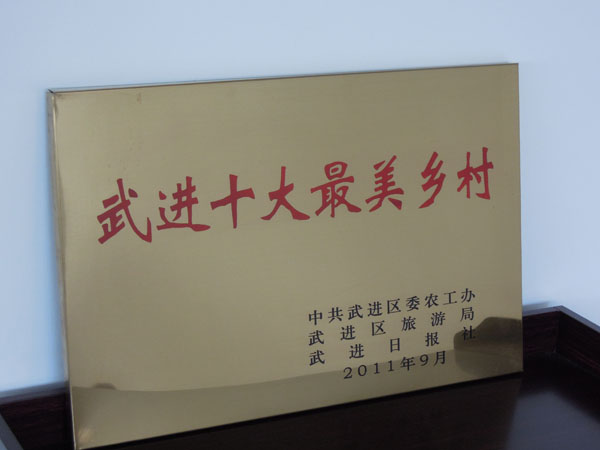 武进十大最美乡村
中共武进区委农工办
武进区旅游局
武进日报社
2011年9月